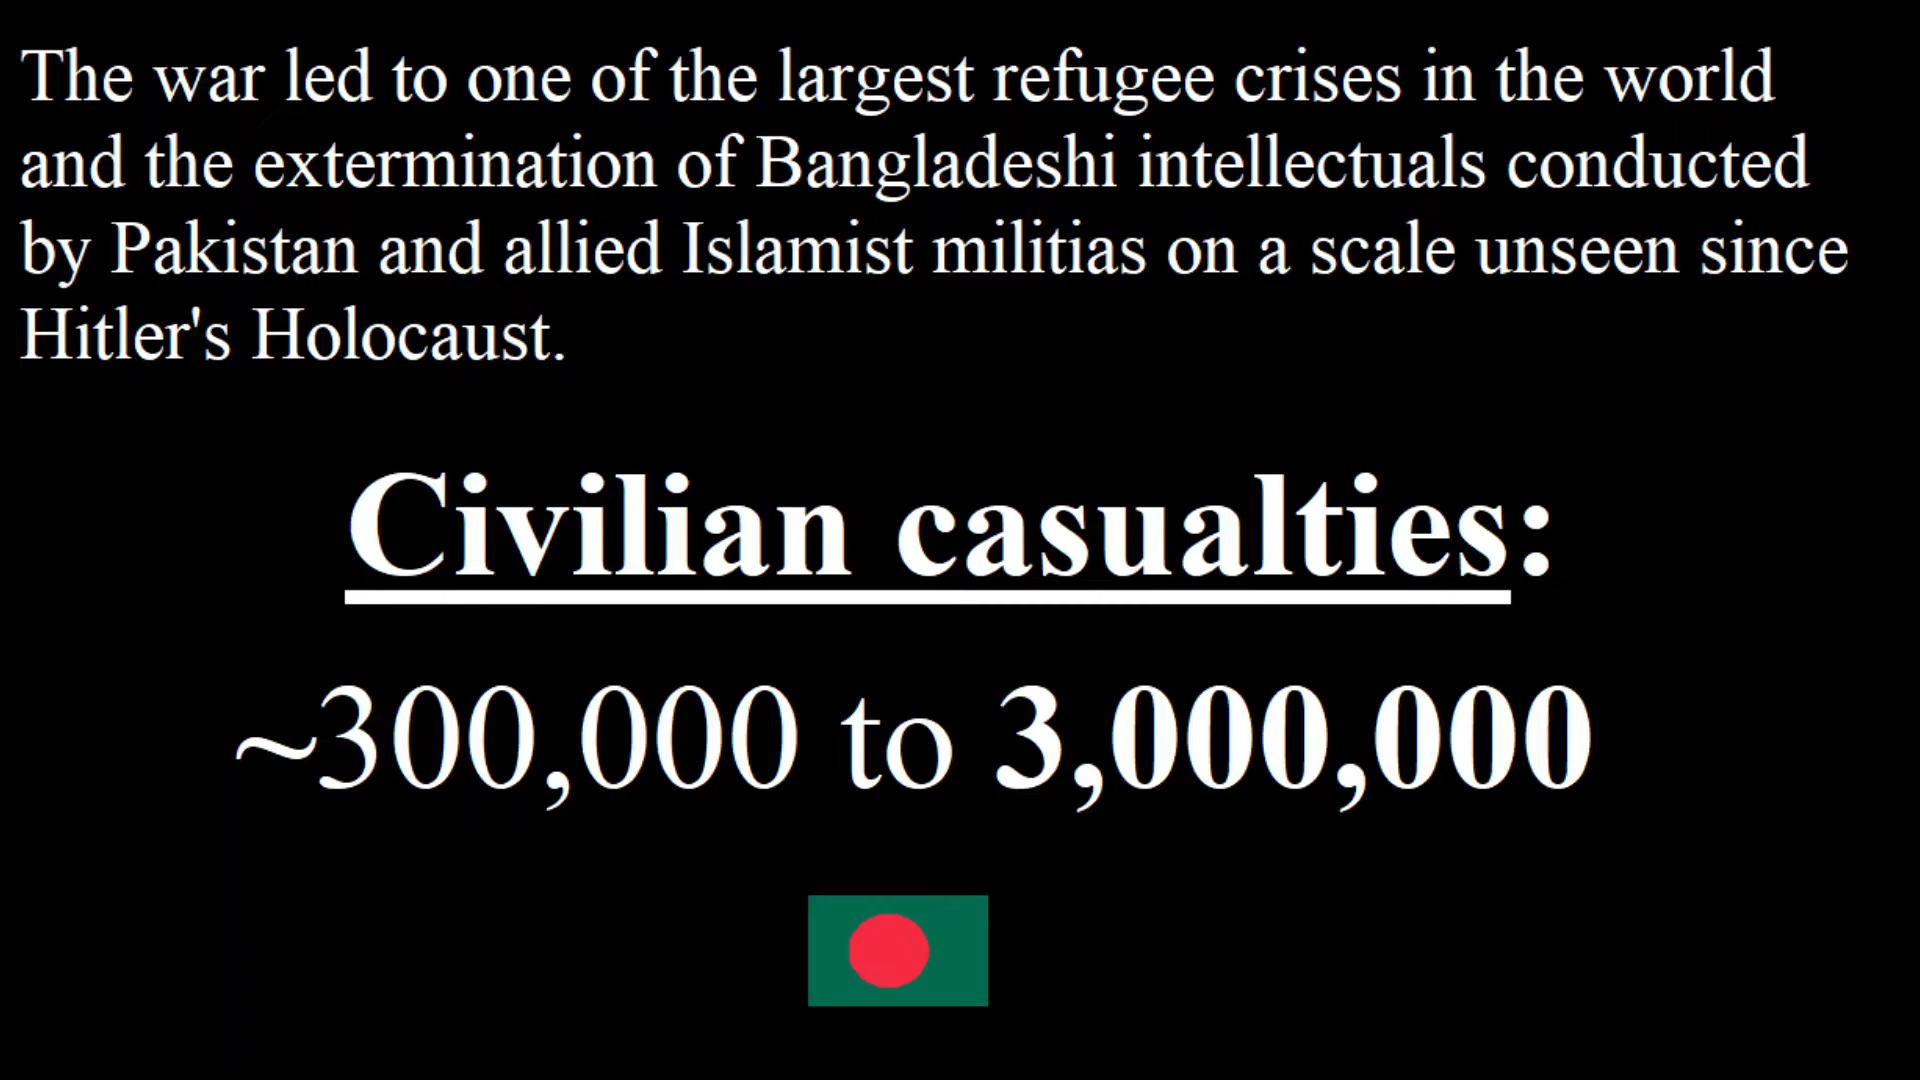 The war led to one of the largest refugee crises in the world
and the extermination of Bangladeshi intellectuals conducted
by Pakistan and allied Islamist militias on a scale unseen since
Hitler's Holocaust.
Civilian casualties:
~300,000 to 3,000,000